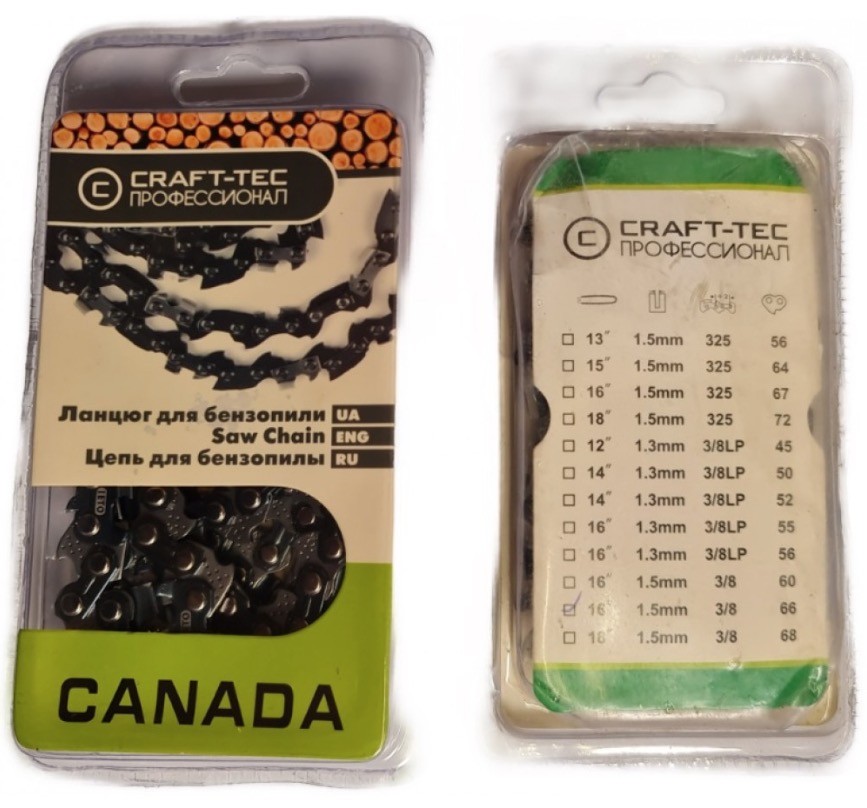 CRAFT-TEC
ПРОФЕССИОНАЛ
Ланцюг для бензопили UA
Saw Chain ENG
Цепь для бензопилы RU
CANADA
CRAFT-TEC
ПРОФЕССИОНАЛ
13" 1.5mm 325 56
15" 1.5mm 325 64
16" 1.5mm 325 67
18" 1.5mm 325 72
12" 1.3mm 3/8LP 45
14" 1.3mm 3/8LP 50
14" 1.3mm 3/8LP 52
16" 1.3mm 3/8LP 55
16" 1.3mm 3/8LP 56
16" 1.5mm 3/8 60
16" 1.5mm 3/8 66
18" 1.5mm 3/8 68